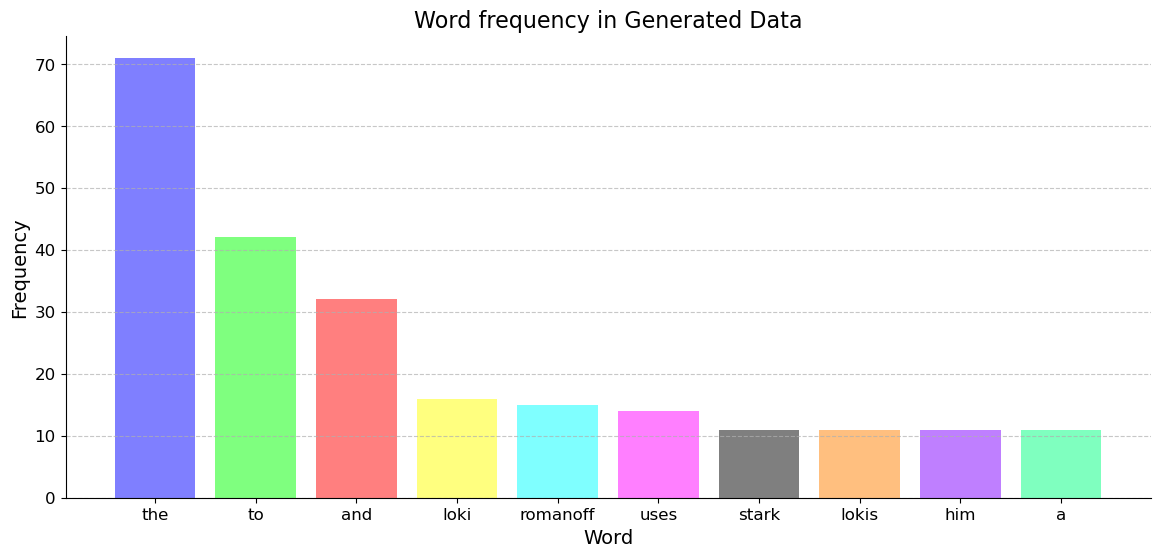 Word frequency in Generated Data
Frequency
70
60
50
40
30
20
10
0
the to and loki romanoff uses stark lokis him a
Word